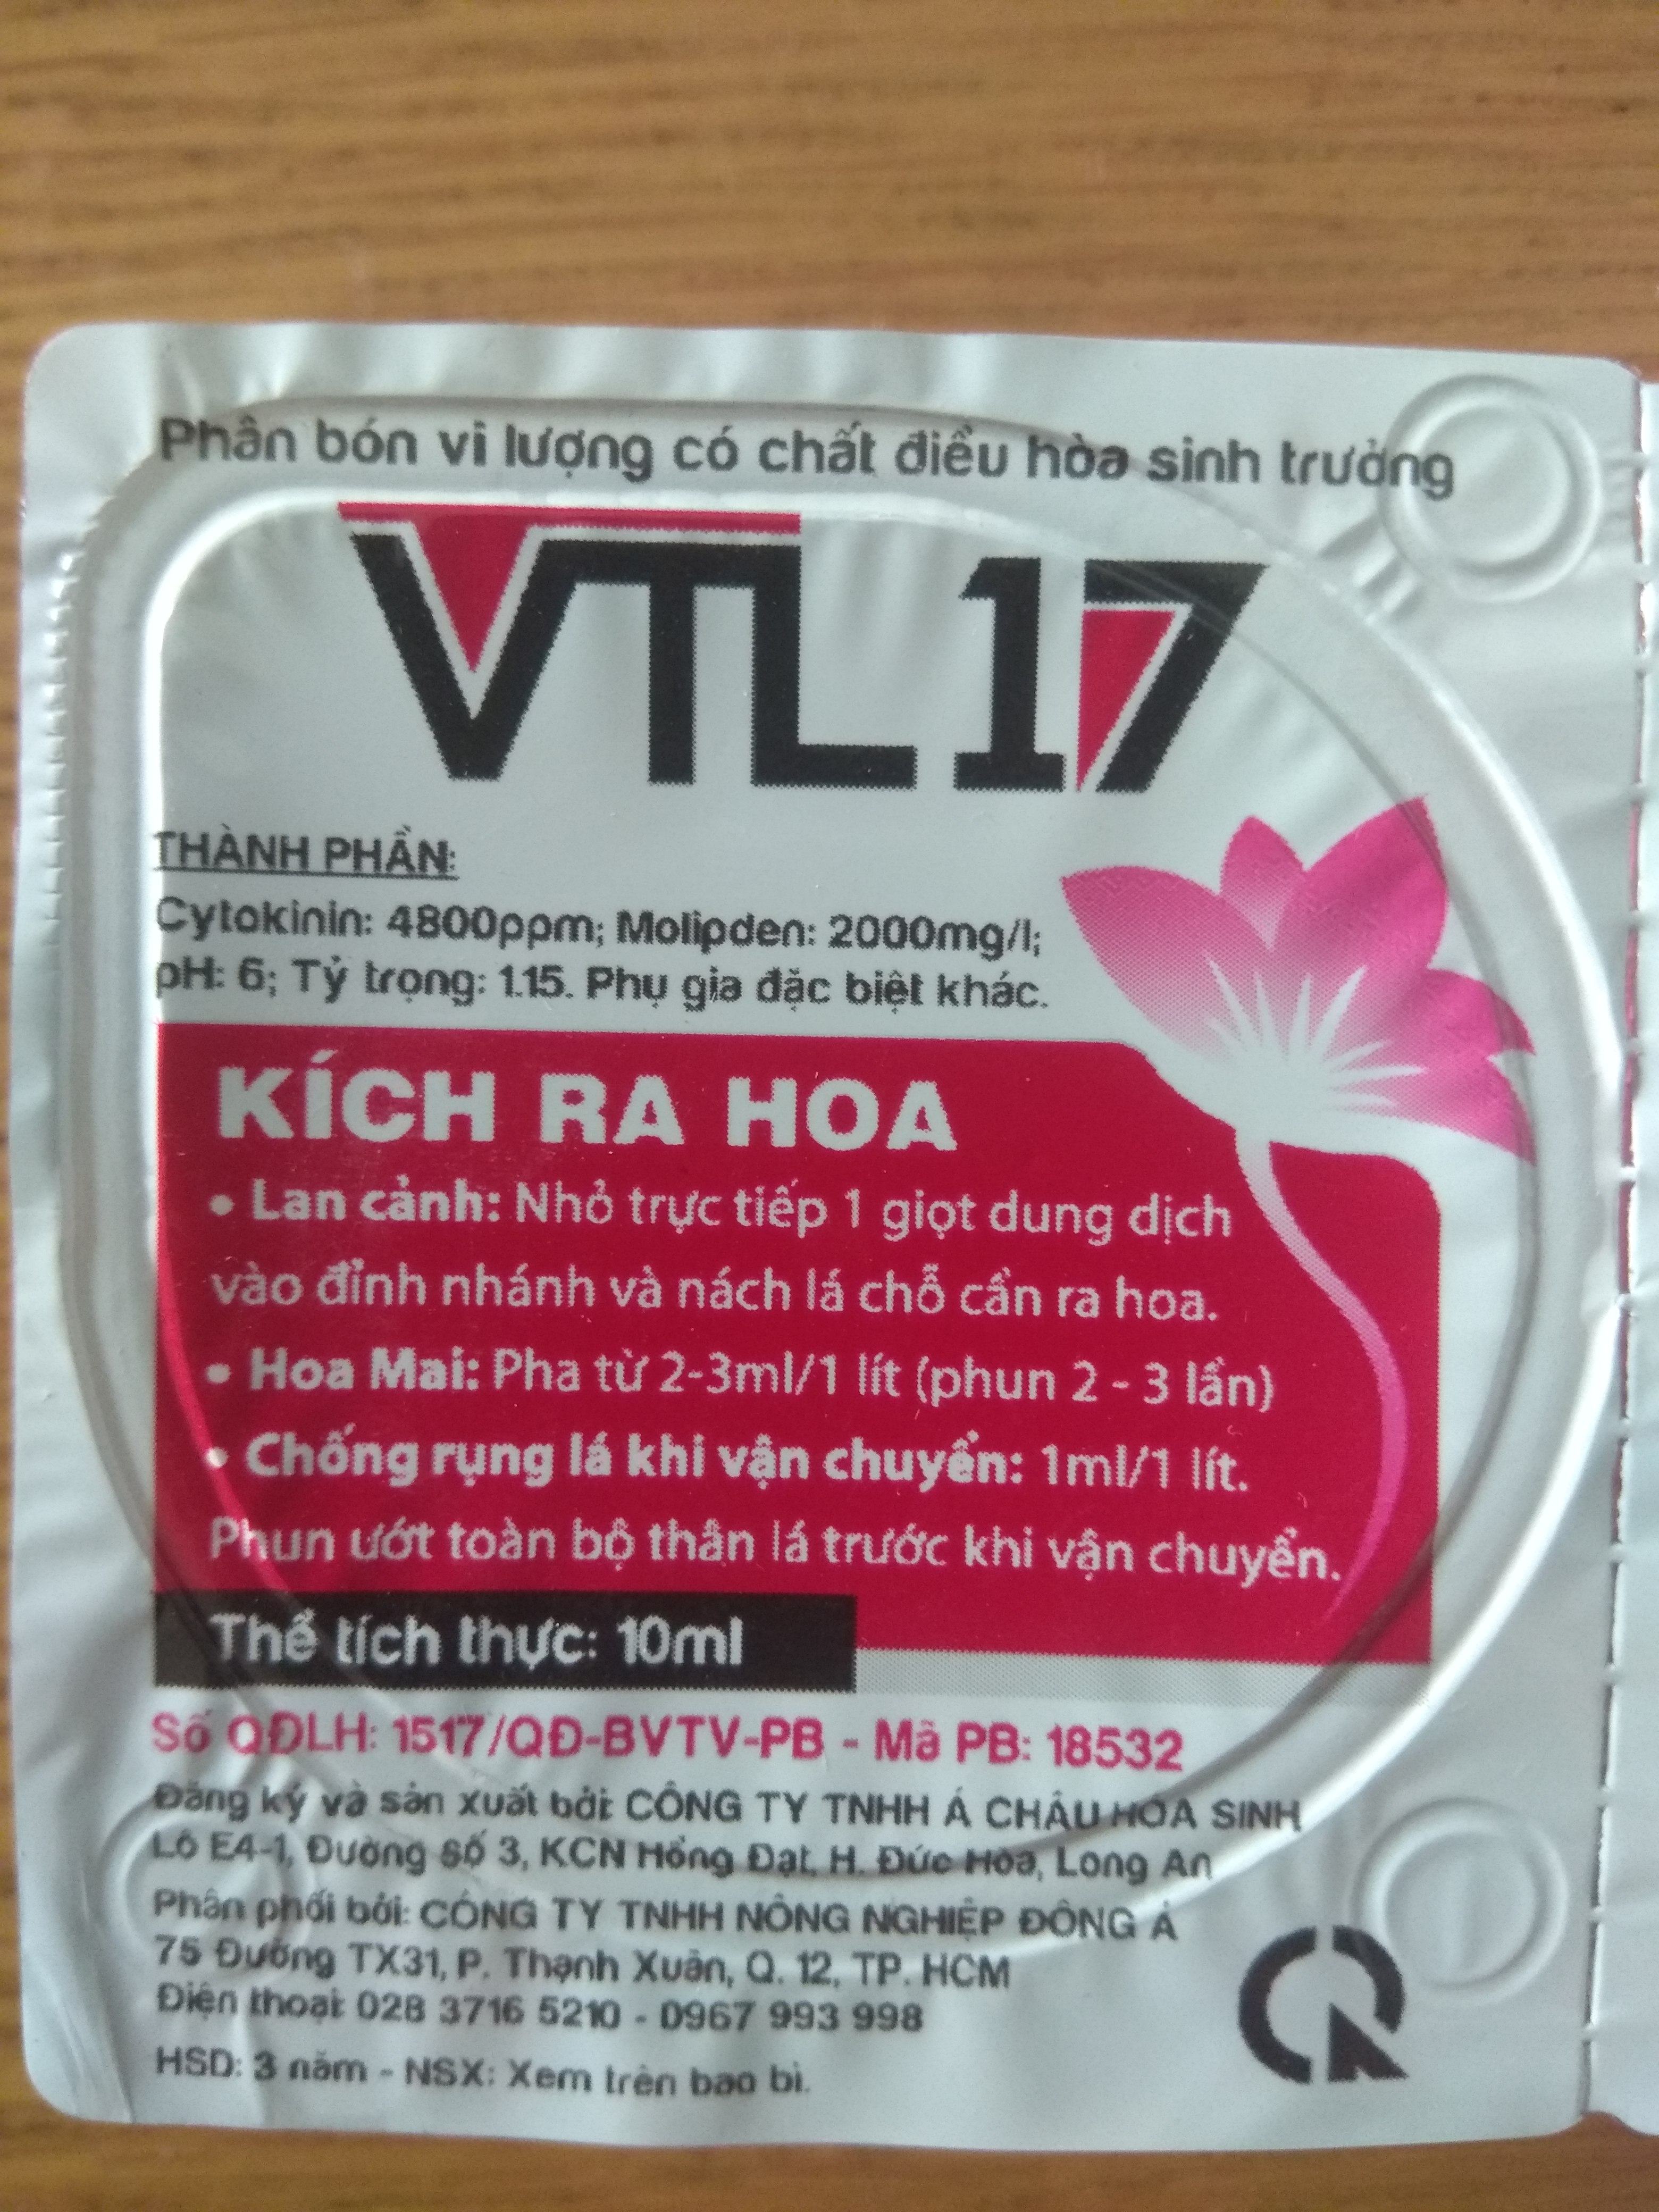 Phân bón vi lượng có chất điều hòa sinh trưởng
VTL17
THÀNH PHẦN:
Cytokinin: 4800ppm; Molipden: 2000mg/l;
pH: 6; Tỷ trọng: 1.15. Phụ gia đặc biệt khác.
KÍCH RA HOA
• Lan cảnh: Nhỏ trực tiếp 1 giọt dung dịch
vào đỉnh nhánh và nách lá chỗ cần ra hoa.
• Hoa Mai: Pha từ 2-3ml/1 lít (phun 2 - 3 lần)
• Chống rụng lá khi vận chuyển: 1ml/1 lít.
Phun ướt toàn bộ thân lá trước khi vận chuyển.
Thể tích thực: 10ml
Số QĐLH: 1517/QĐ-BVTV-PB - Mã PB: 18532
Đăng ký và sản xuất bởi: CÔNG TY TNHH Á CHÂU HÓA SINH
Lô E4-1, Đường số 3, KCN Hồng Đạt, H. Đức Hòa, Long An
Phân phối bởi: CÔNG TY TNHH NÔNG NGHIỆP ĐÔNG Á
75 Đường TX31, P. Thạnh Xuân, Q. 12, TP. HCM
Điện thoại: 028 3716 5210 - 0967 993 998
HSD: 3 năm - NSX: Xem trên bao bì.